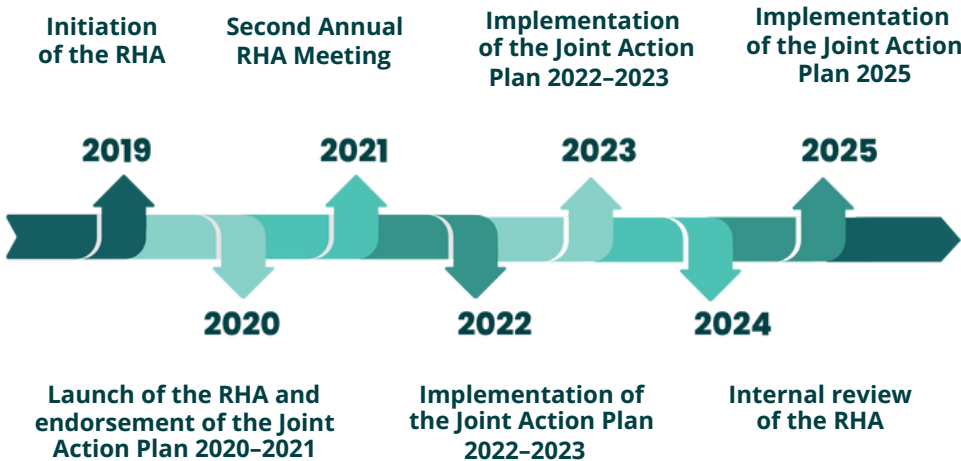 Initiation
of the RHA
Second Annual
RHA Meeting
Implementation
of the Joint Action
Plan 2022–2023
Implementation
of the Joint Action
Plan 2025
2019
2021
2023
2025
2020
2022
2024
Launch of the RHA and
endorsement of the Joint
Action Plan 2020–2021
Implementation of
the Joint Action Plan
2022–2023
Internal review
of the RHA